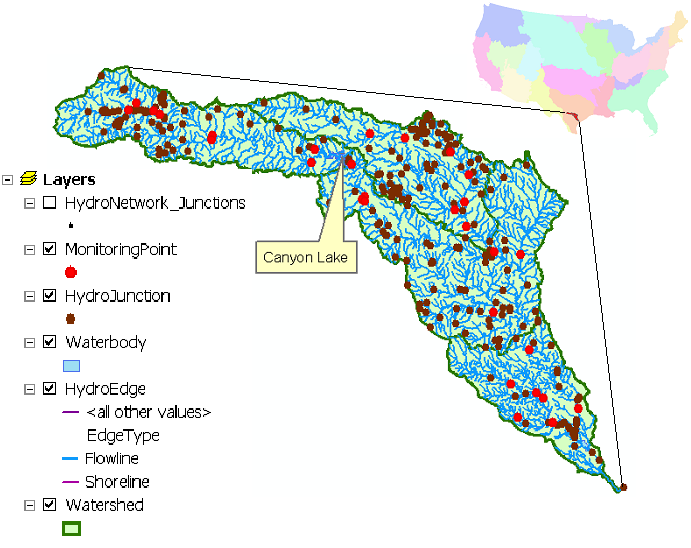 Layers
HydroNetwork_Junctions
MonitoringPoint
Canyon Lake
HydroJunction
Waterbody
HydroEdge
<all other values>
EdgeType
Flowline
Shoreline
Watershed